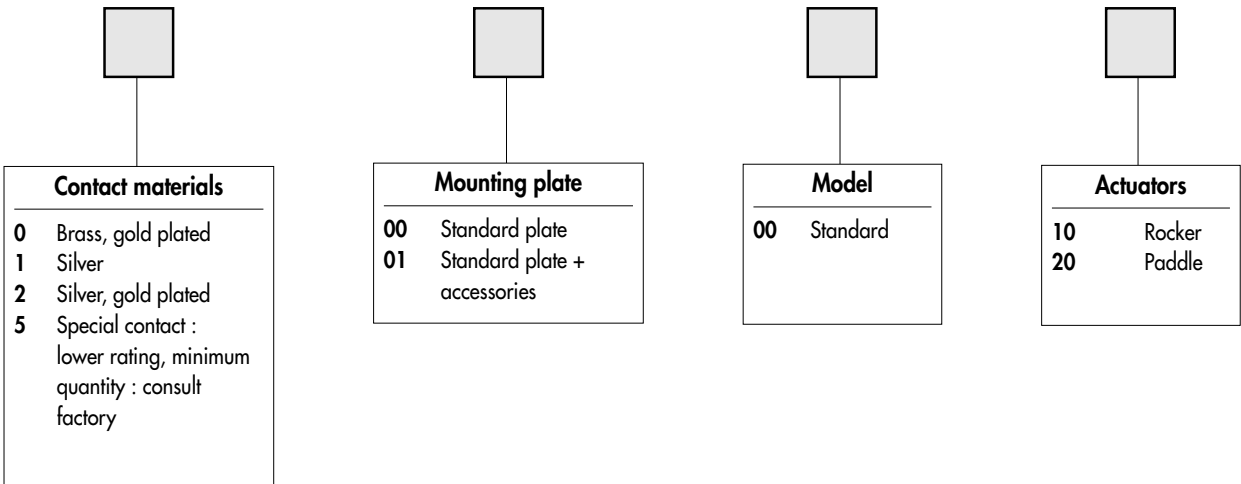 Contact materials
0 Brass, gold plated
1 Silver
2 Silver, gold plated
5 Special contact :
lower rating, minimum
quantity : consult
factory
Mounting plate
00 Standard plate
01 Standard plate +
accessories
Model
00 Standard
Actuators
10 Rocker
20 Paddle